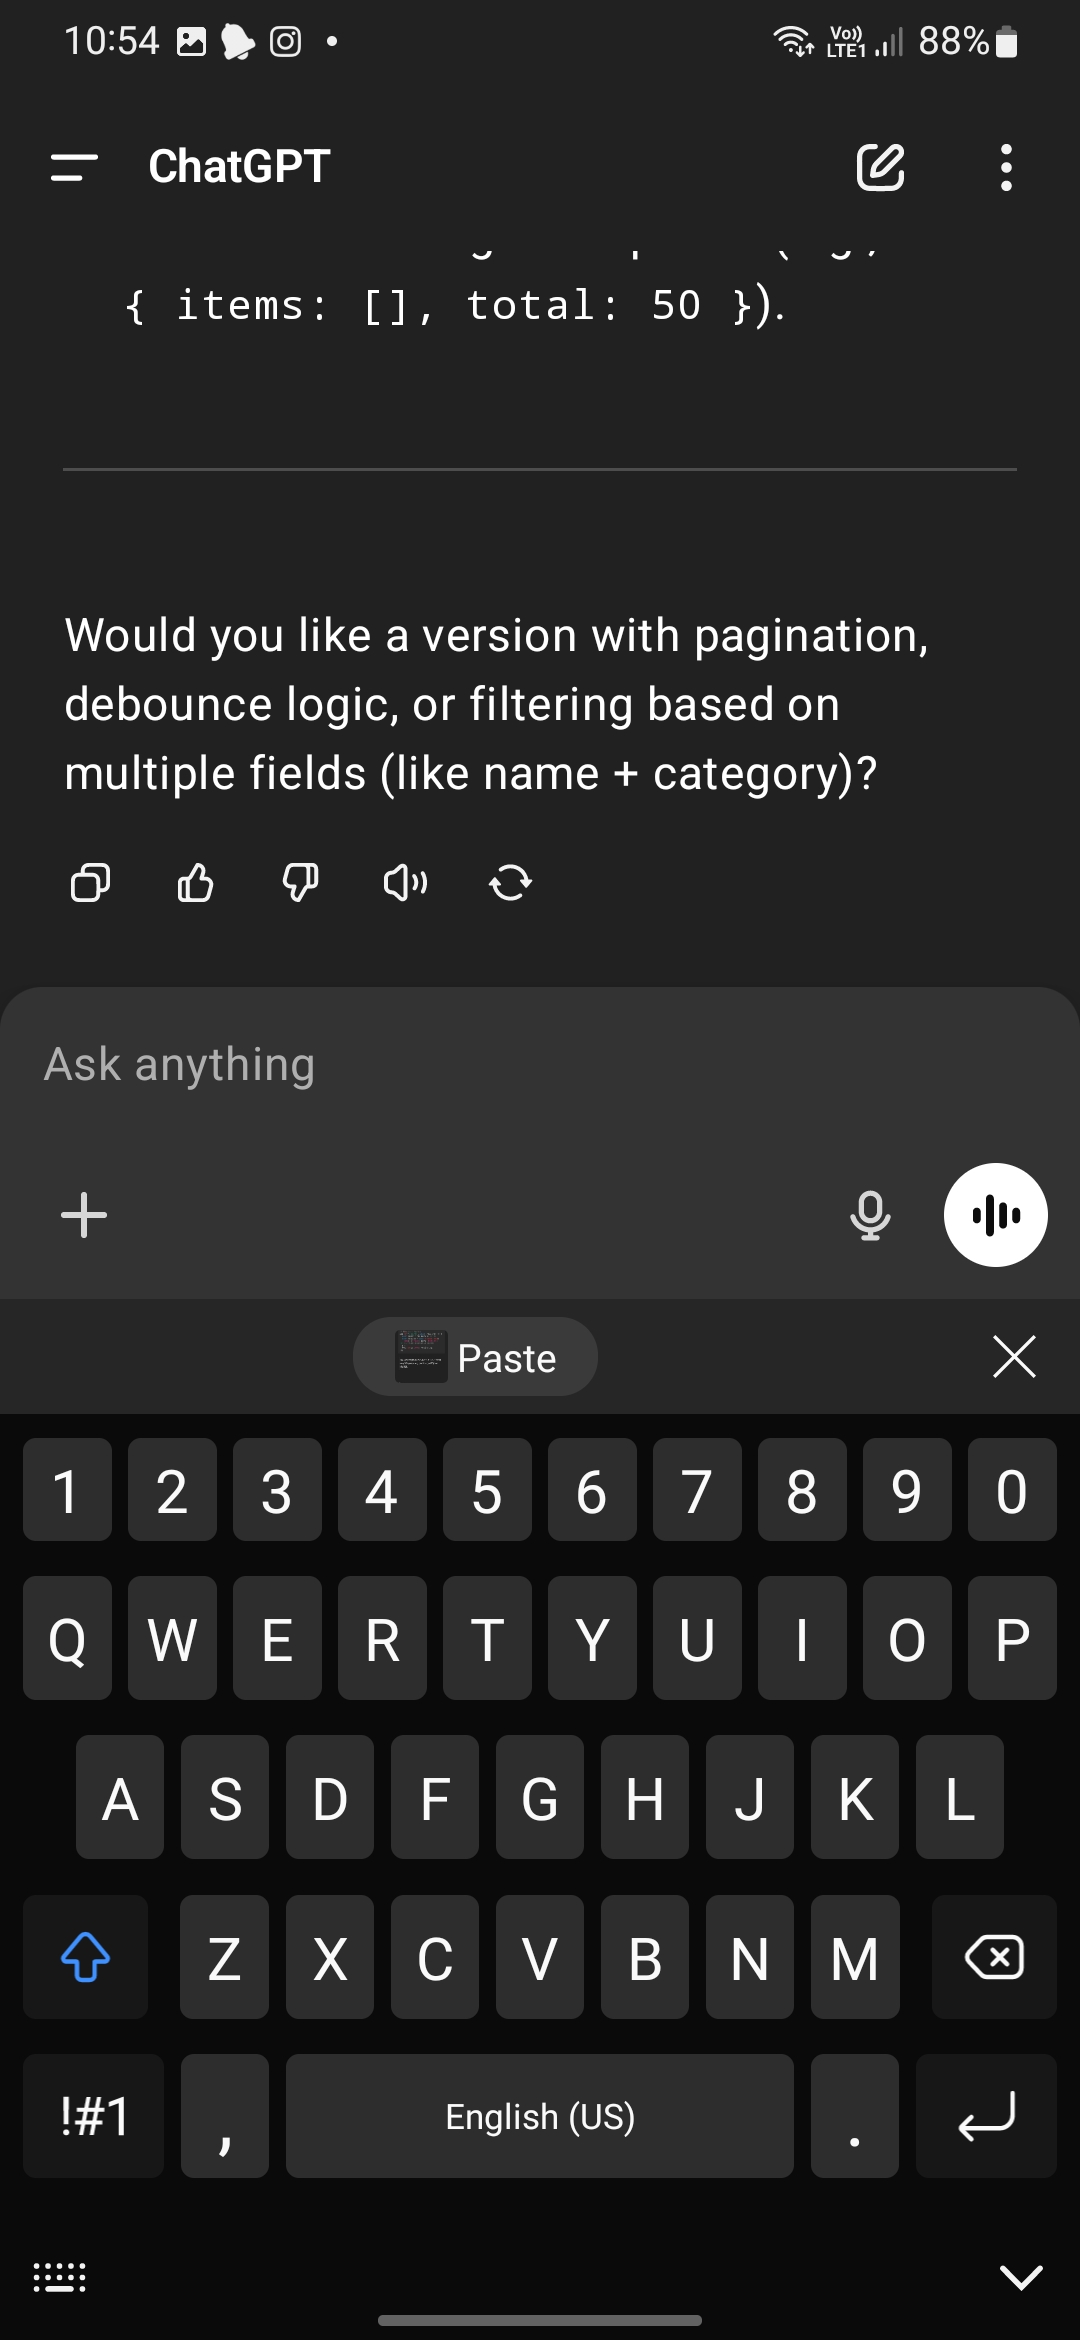 10:54
Vo))
LTE1
88%
ChatGPT
{ items: [], total: 50 }).
Would you like a version with pagination,
debounce logic, or filtering based on
multiple fields (like name + category)?
Ask anything
Paste
1 2 3 4 5 6 7 8 9 0
Q W E R T Y U I O P
A S D F G H J K L
Z X C V B N M
!#1 , English (US) .